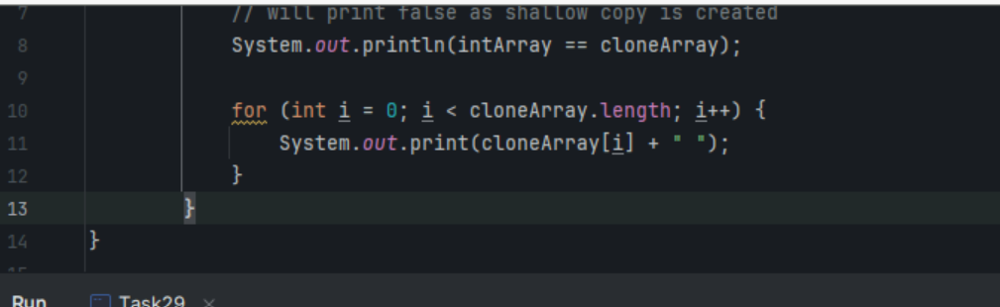 7 // will print false as shallow copy is created
8 System.out.println(intArray == cloneArray);
9
10 for (int i = 0; i < cloneArray.length; i++) {
11 System.out.print(cloneArray[i] + " ");
12 }
13 }
14 }
15
Run Task29 ×